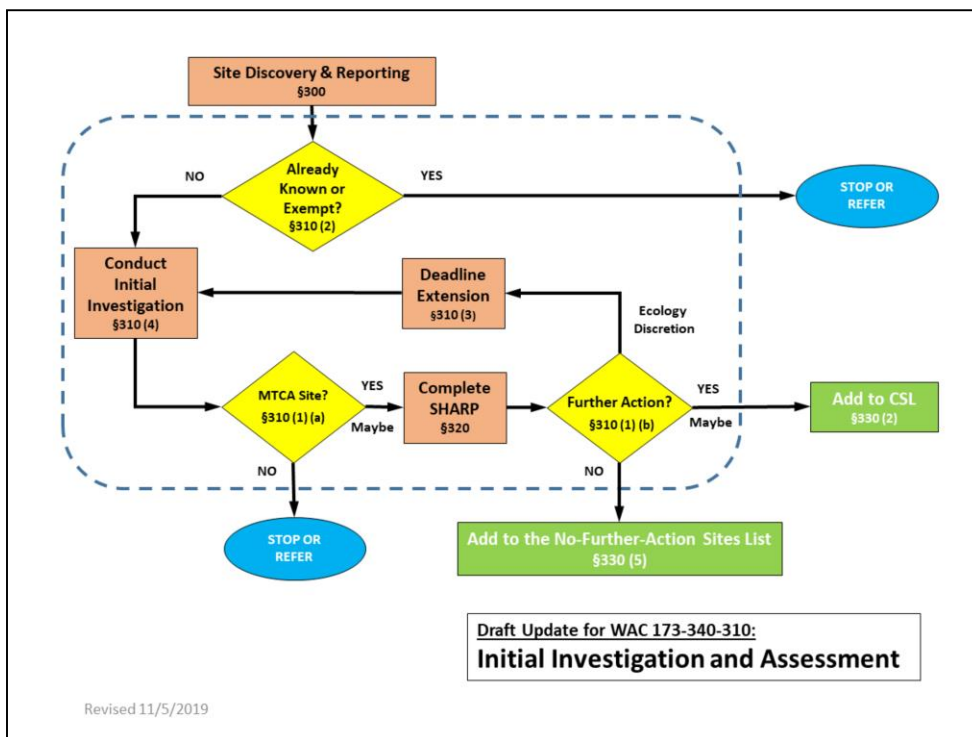 Site Discovery & Reporting
§300
Already
Known or
Exempt?
§310 (2)
NO
YES
STOP OR
REFER
Conduct
Initial
Investigation
§310 (4)
Deadline
Extension
§310 (3)
Ecology
Discretion
MTCA Site?
§310 (1) (a)
YES
Maybe
Complete
SHARP
§320
Further Action?
§310 (1) (b)
YES
Maybe
Add to CSL
§330 (2)
NO
NO
STOP OR
REFER
Add to the No-Further-Action Sites List
§330 (5)
Draft Update for WAC 173-340-310:
Initial Investigation and Assessment
Revised 11/5/2019